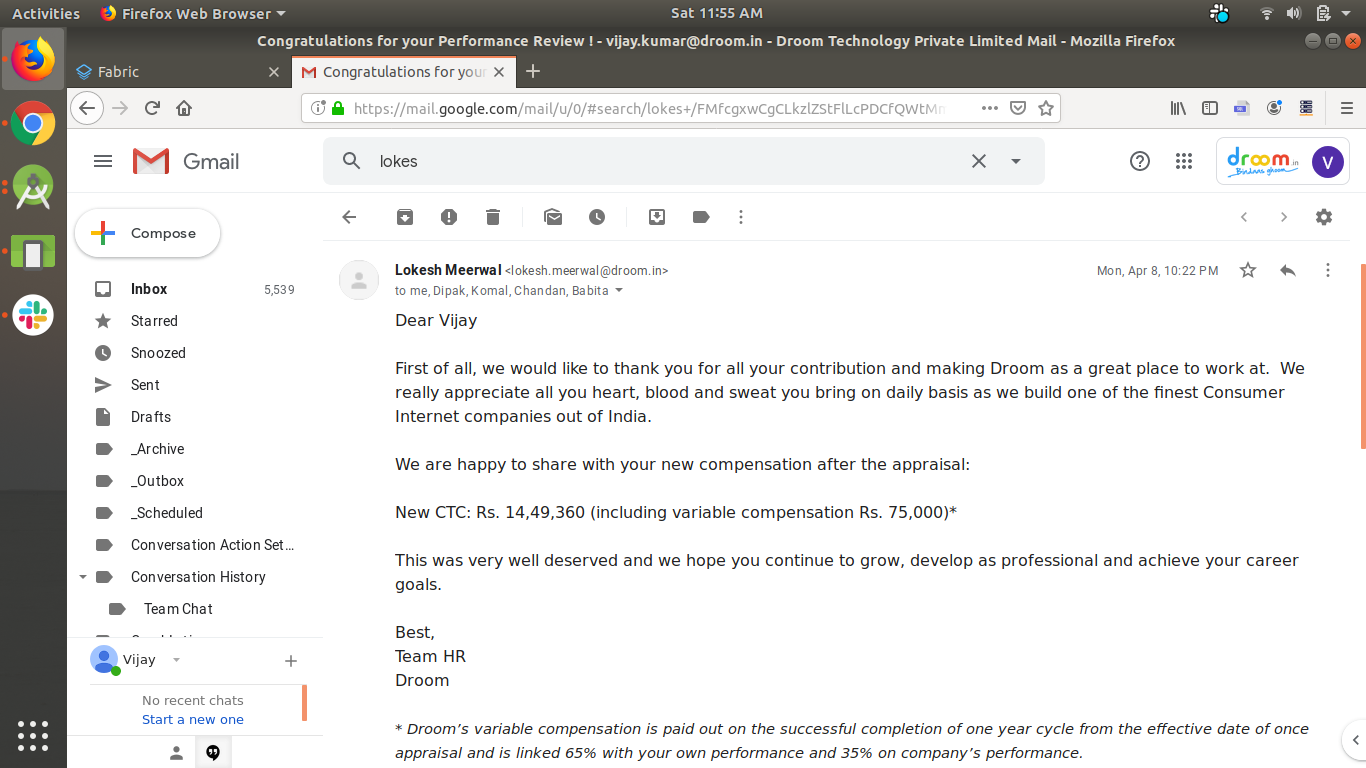 Activities
Firefox Web Browser
Sat 11:55 AM
Congratulations for your Performance Review ! - vijay.kumar@droom.in - Droom Technology Private Limited Mail - Mozilla Firefox
Fabric
Congratulations for your
https://mail.google.com/mail/u/0/#search/lokes+/FMfcgxwCgCLkzlZStFlLcPDCfQWtMm
Gmail
lokes
droom.in
Bindaas ghoom
V
Compose
Inbox 5,539
Starred
Snoozed
Sent
Drafts
_Archive
_Outbox
_Scheduled
Conversation Action Set...
Conversation History
Team Chat
Vijay
No recent chats
Start a new one
Lokesh Meerwal <lokesh.meerwal@droom.in>
Mon, Apr 8, 10:22 PM
to me, Dipak, Komal, Chandan, Babita
Dear Vijay
First of all, we would like to thank you for all your contribution and making Droom as a great place to work at. We
really appreciate all you heart, blood and sweat you bring on daily basis as we build one of the finest Consumer
Internet companies out of India.
We are happy to share with your new compensation after the appraisal:
New CTC: Rs. 14,49,360 (including variable compensation Rs. 75,000)*
This was very well deserved and we hope you continue to grow, develop as professional and achieve your career
goals.
Best,
Team HR
Droom
* Droom’s variable compensation is paid out on the successful completion of one year cycle from the effective date of once
appraisal and is linked 65% with your own performance and 35% on company’s performance.